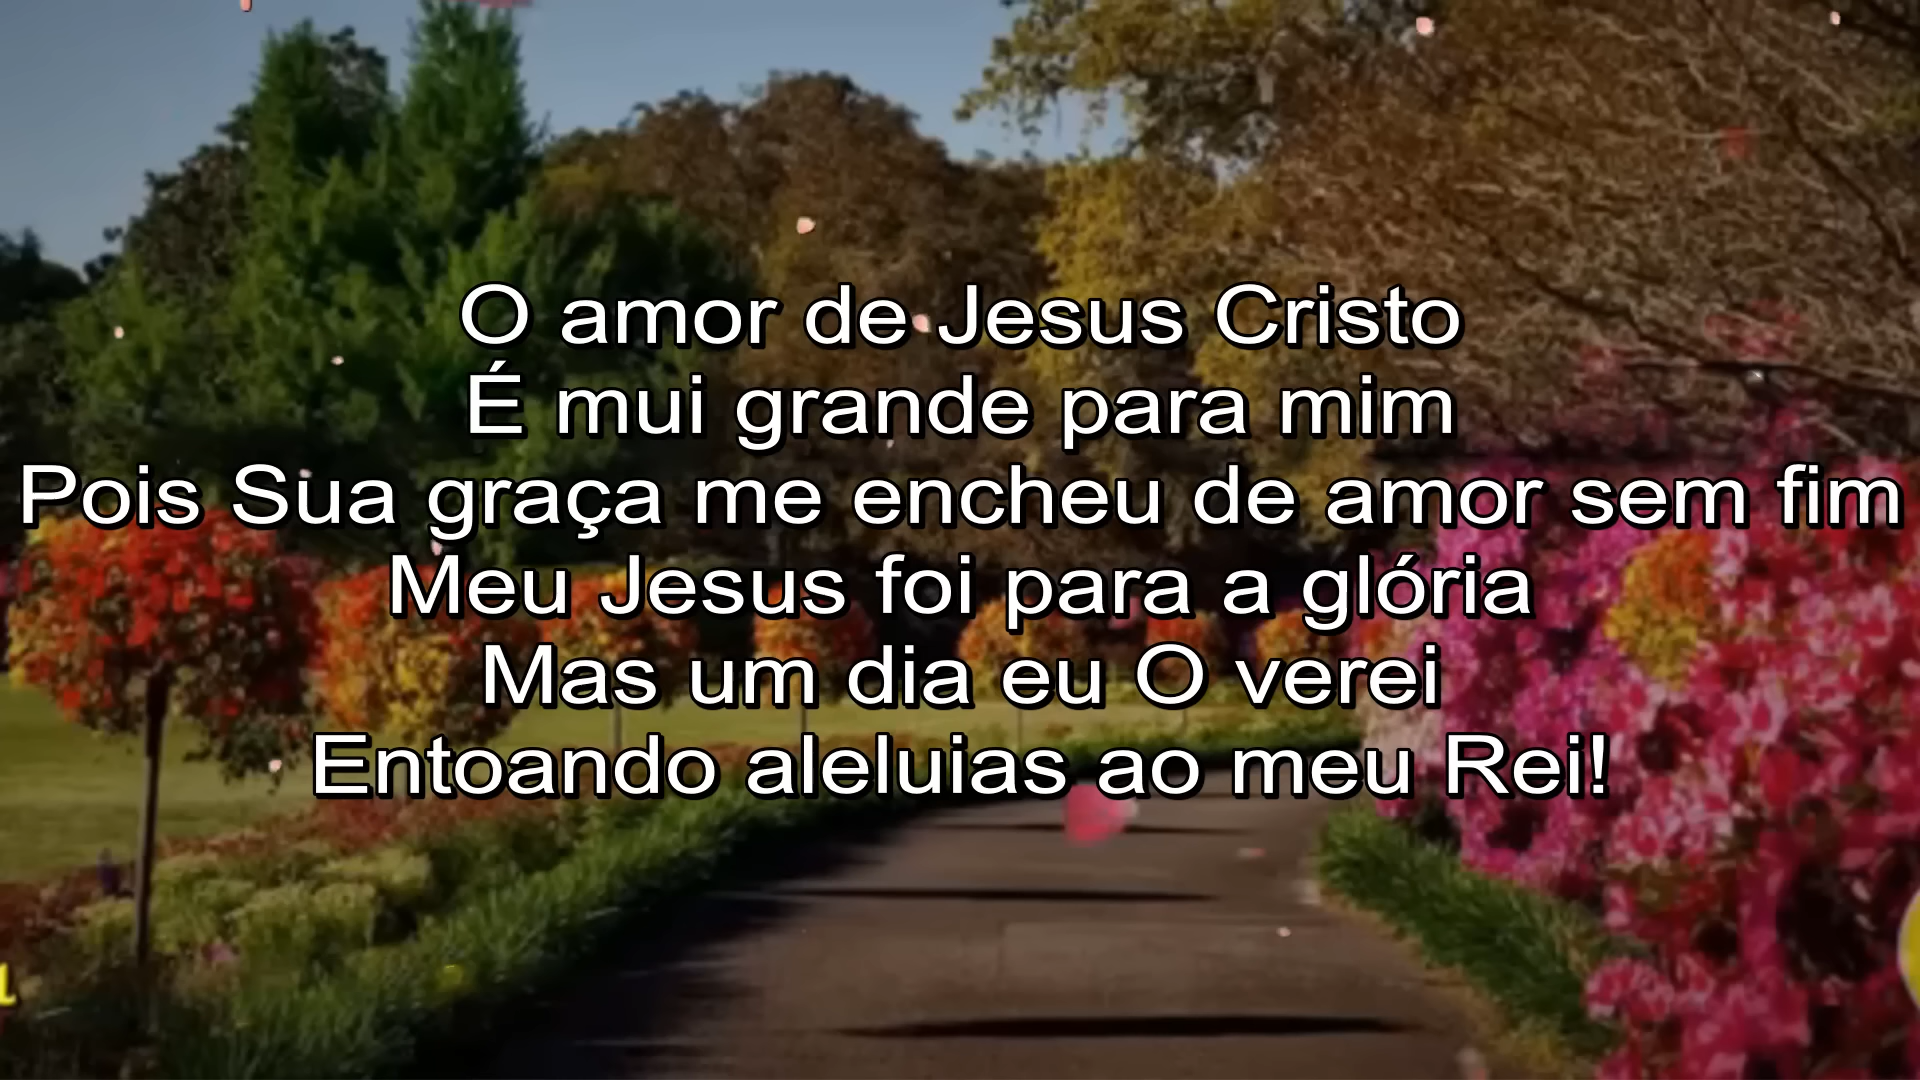 O amor de Jesus Cristo
É mui grande para mim
Pois Sua graça me encheu de amor sem fim
Meu Jesus foi para a glória
Mas um dia eu O verei
Entoando aleluias ao meu Rei!